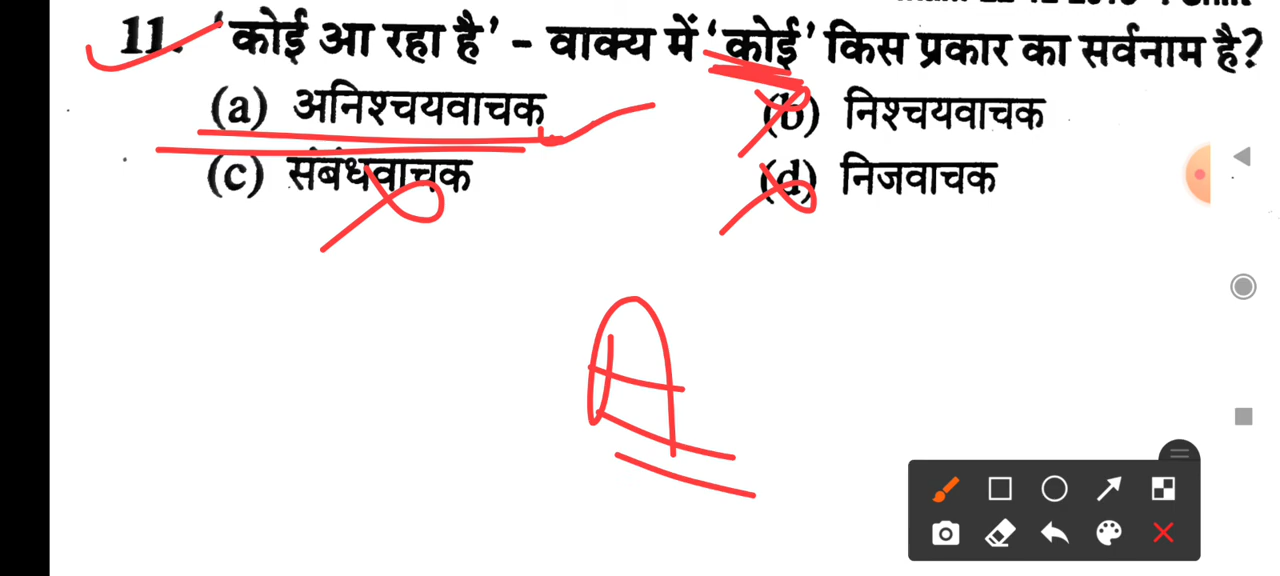 11. 'कोई आ रहा है' - वाक्य में 'कोई' किस प्रकार का सर्वनाम है?
(a) अनिश्चयवाचक (b) निश्चयवाचक
(c) संबंधवाचक (d) निजवाचक
A